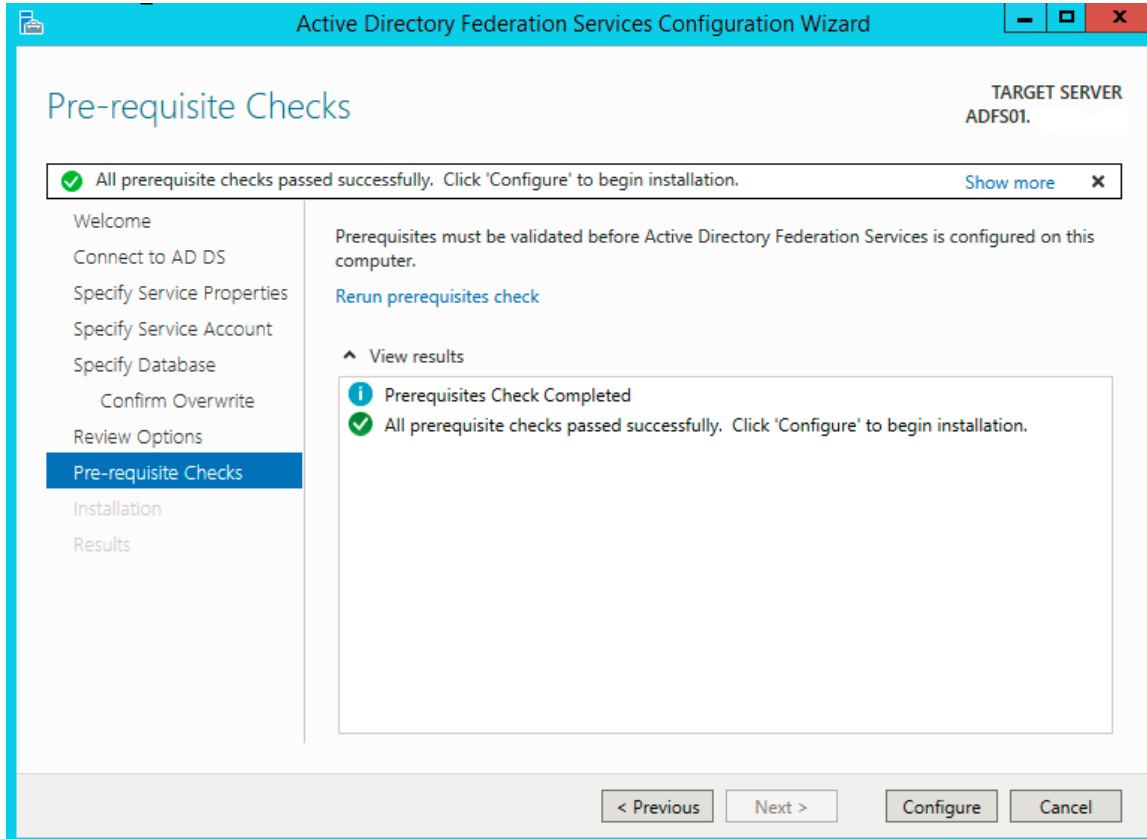 Active Directory Federation Services Configuration Wizard
Pre-requisite Checks
TARGET SERVER
ADFS01.
All prerequisite checks passed successfully. Click 'Configure' to begin installation.
Show more
Welcome
Connect to AD DS
Specify Service Properties
Specify Service Account
Specify Database
Confirm Overwrite
Review Options
Pre-requisite Checks
Installation
Results
Prerequisites must be validated before Active Directory Federation Services is configured on this
computer.
Rerun prerequisites check
View results
Prerequisites Check Completed
All prerequisite checks passed successfully. Click 'Configure' to begin installation.
< Previous
Next >
Configure
Cancel